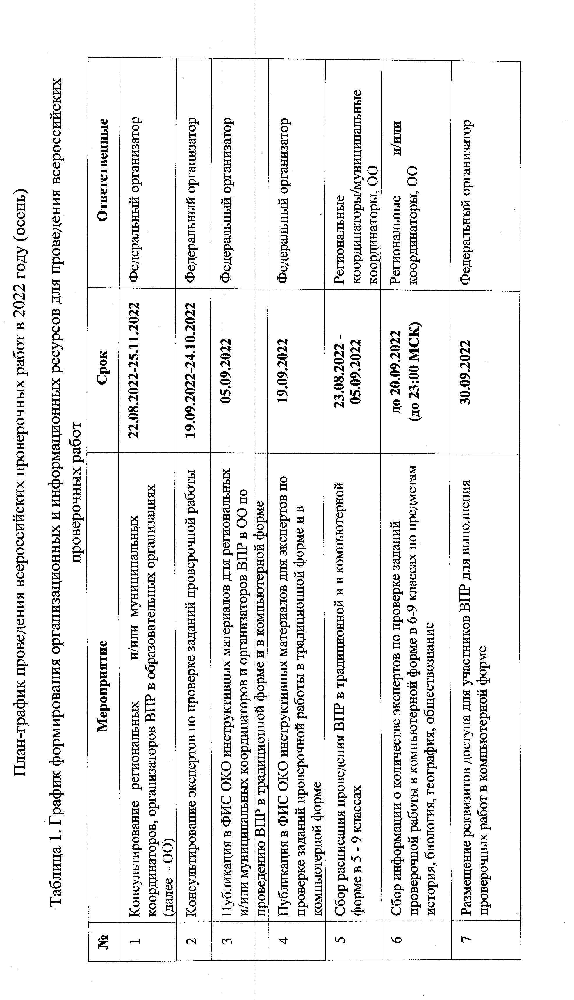 План-график проведения всероссийских проверочных работ в 2022 году (осень)
Таблица 1. График формирования организационных и информационных ресурсов для проведения всероссийских
проверочных работ
№ Мероприятие Срок Ответственные
1 Консультирование региональных и/или муниципальных 22.08.2022-25.11.2022 Федеральный организатор
координаторов, организаторов ВПР в образовательных организациях
(далее – ОО)
2 Консультирование экспертов по проверке заданий проверочной работы 19.09.2022-24.10.2022 Федеральный организатор
3 Публикация в ФИС ОКО инструктивных материалов для региональных 05.09.2022 Федеральный организатор
и/или муниципальных координаторов и организаторов ВПР в ОО по
проведению ВПР в традиционной форме и в компьютерной форме
4 Публикация в ФИС ОКО инструктивных материалов для экспертов по 19.09.2022 Федеральный организатор
проверке заданий проверочной работы в традиционной форме и в
компьютерной форме
5 Сбор расписания проведения ВПР в традиционной и в компьютерной 23.08.2022 - Региональные
форме в 5 - 9 классах 05.09.2022 координаторы/муниципальные
координаторы, ОО
6 Сбор информации о количестве экспертов по проверке заданий до 20.09.2022 Региональные и/или
проверочной работы в компьютерной форме в 6-9 классах по предметам (до 23:00 МСК) координаторы, ОО
история, биология, география, обществознание
7 Размещение реквизитов доступа для участников ВПР для выполнения 30.09.2022 Федеральный организатор
проверочных работ в компьютерной форме